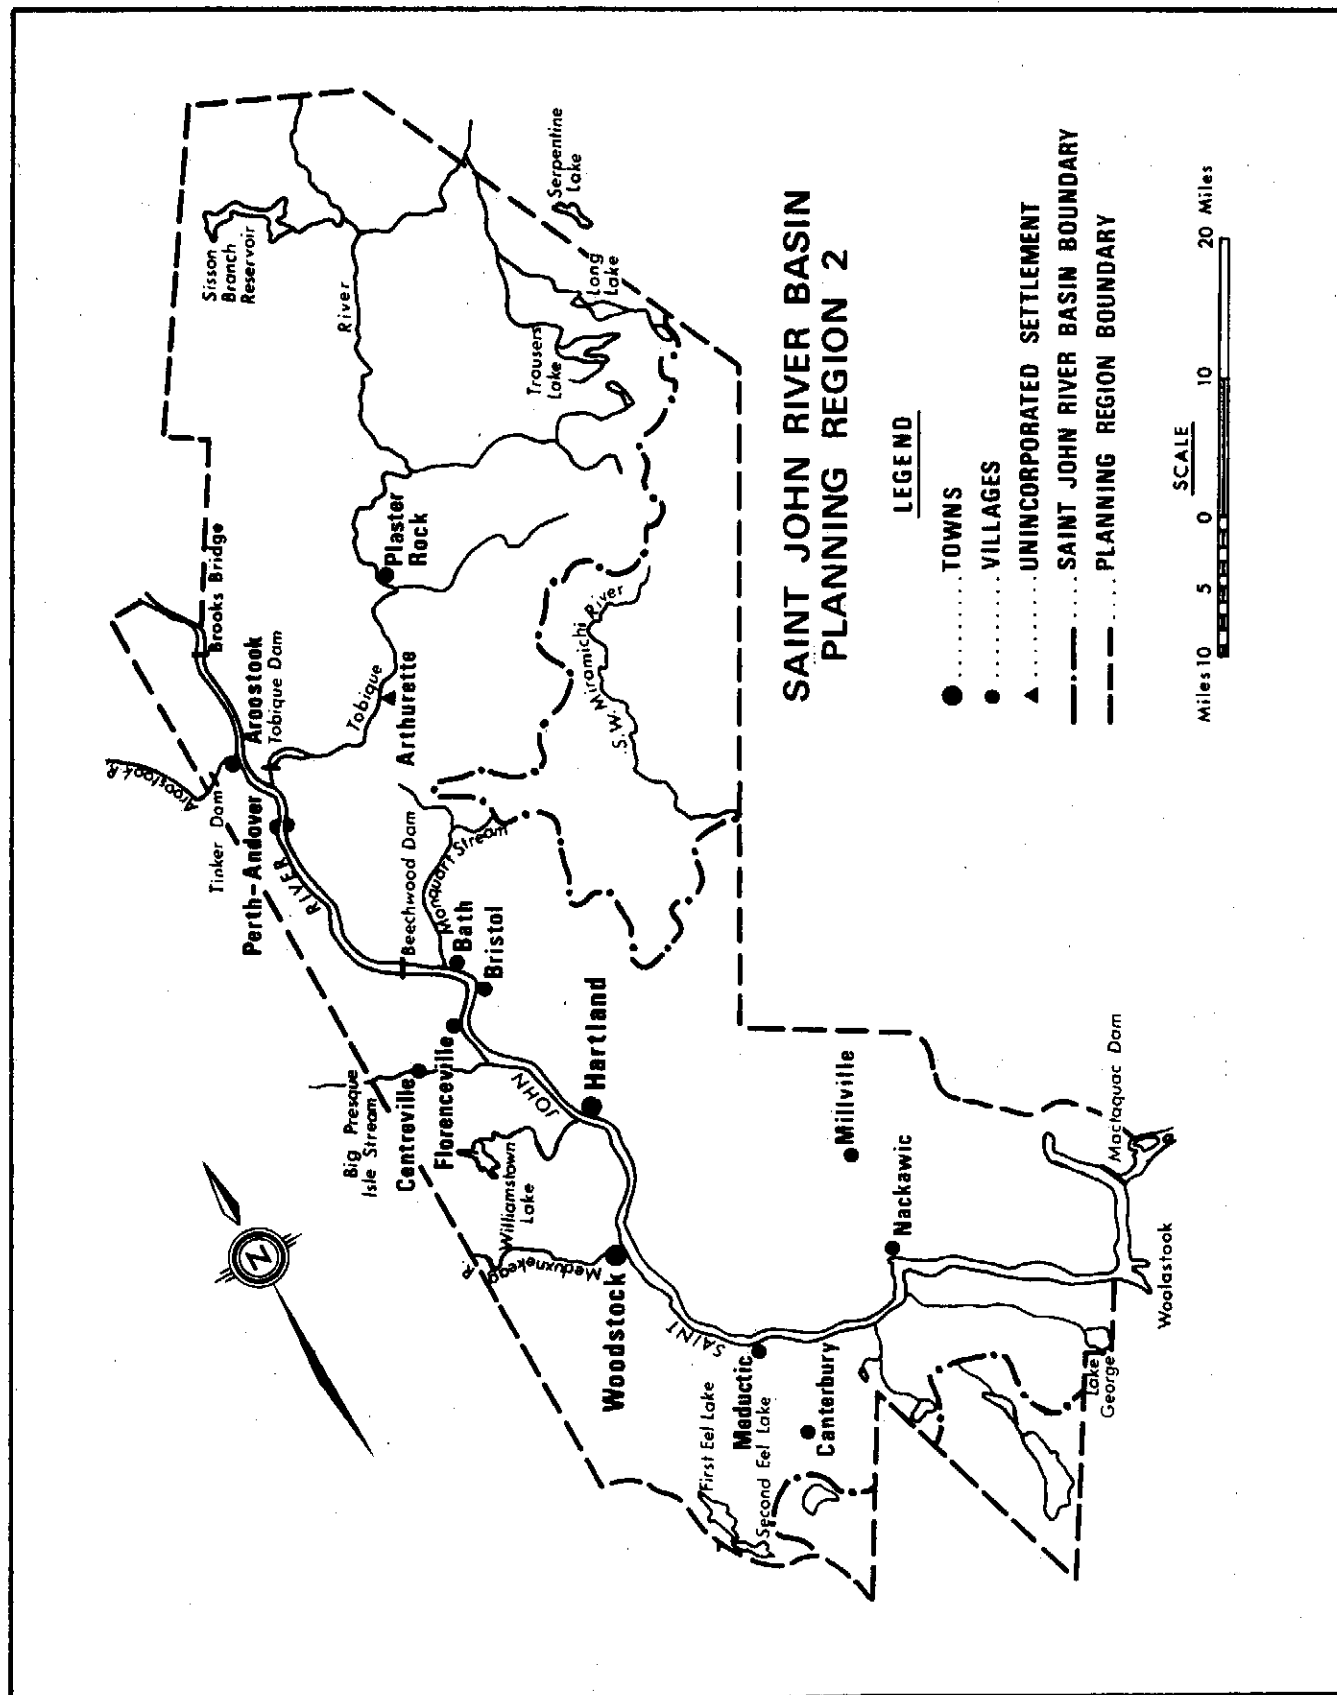 Sisson
Branch
Reservoir
River
Serpentine
Lake
Long
Lake
Trousers
Lake
Brooks Bridge
Plaster
Rock
Aroostook
Tobique Dam
Aroostook R.
Tinker Dam
Perth-Andover
RIVER
Tobique
Arthurette
Beechwood Dam
Monquart Stream
Bath
Bristol
S.W. Miramichi River
Big Presque
Isle Stream
Centreville
Florenceville
JOHN
Hartland
Williamstown
Lake
Meduxnekeag R.
Woodstock
SAINT
Millville
Nackawic
Mactaquac Dam
Woolastook
Meductic
First Eel Lake
Second Eel Lake
Canterbury
Lake
George
N
SAINT JOHN RIVER BASIN
PLANNING REGION 2
LEGEND
TOWNS
VILLAGES
UNINCORPORATED SETTLEMENT
SAINT JOHN RIVER BASIN BOUNDARY
PLANNING REGION BOUNDARY
SCALE
Miles 10 5 0 10 20 Miles